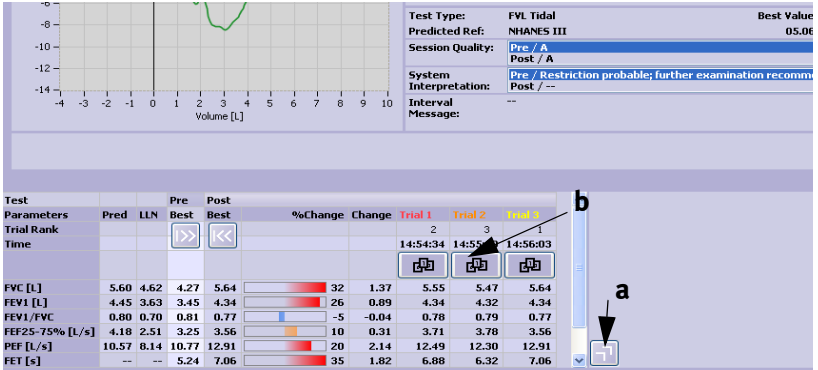 -6
-8
-10
-12
-14
-4 -3 -2 -1 0 1 2 3 4 5 6 7 8 9 10
Volume [L]
Test Type: FVL Tidal Best Value
Predicted Ref: NHANES III 05.06
Session Quality: Pre / A
Post / A
System Interpretation: Pre / Restriction probable; further examination recomm
Post / --
Interval Message: --
Test Pre Post
Parameters Pred LLN Best Best %Change Change Trial 1 Trial 2 Trial 3
Trial Rank 2 3 1
Time 14:54:34 14:55 14:56:03
b
FVC [L] 5.60 4.62 4.27 5.64 32 1.37 5.55 5.47 5.64
FEV1 [L] 4.45 3.63 3.45 4.34 26 0.89 4.34 4.32 4.34
FEV1/FVC 0.80 0.70 0.81 0.77 -5 -0.04 0.78 0.79 0.77
FEF25-75% [L/s] 4.18 2.51 3.25 3.56 10 0.31 3.71 3.78 3.56
PEF [L/s] 10.57 8.14 10.77 12.91 20 2.14 12.49 12.30 12.91
FET [s] -- -- 5.24 7.06 35 1.82 6.88 6.32 7.06
a